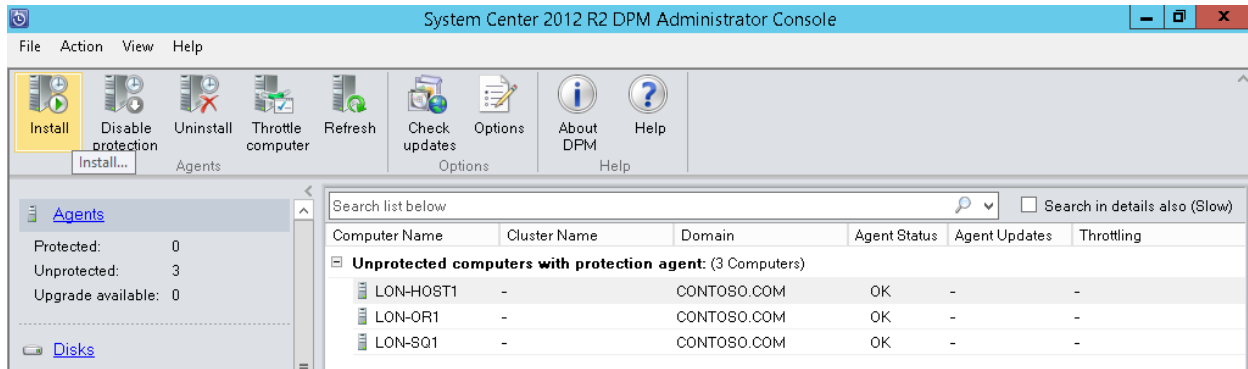 System Center 2012 R2 DPM Administrator Console
File Action View Help
Install Disable protection Uninstall Throttle computer Refresh Check updates Options About DPM Help
Install...
Agents Options Help
Agents
Protected: 0
Unprotected: 3
Upgrade available: 0
Disks
Search list below Search in details also (Slow)
Computer Name Cluster Name Domain Agent Status Agent Updates Throttling
Unprotected computers with protection agent: (3 Computers)
LON-HOST1 - CONTOSO.COM OK - -
LON-OR1 - CONTOSO.COM OK - -
LON-SQ1 - CONTOSO.COM OK - -